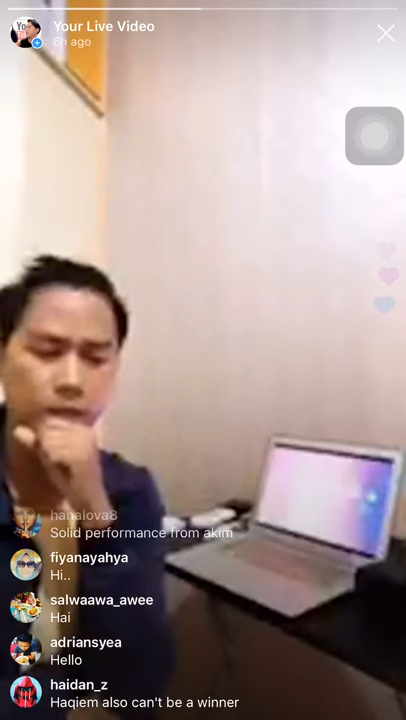 Your Live Video
6h ago
hanalova8
Solid performance from akim
fiyanayahya
Hi..
salwaawa_awee
Hai
adriansyea
Hello
haidan_z
Haqiem also can't be a winner